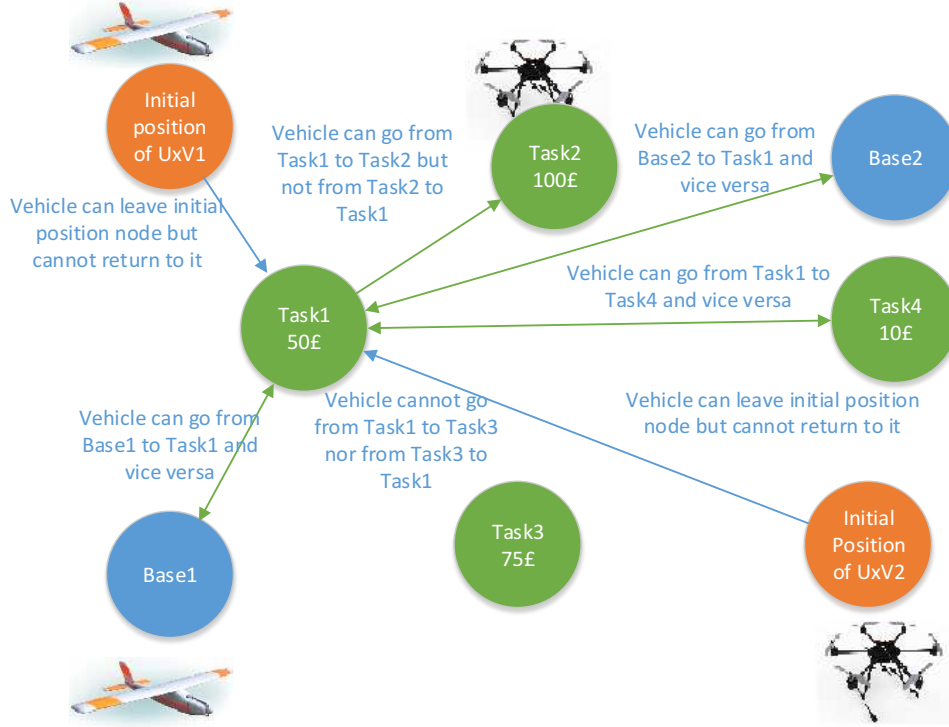 Initial
position
of UxV1
Vehicle can go from
Task1 to Task2 but
not from Task2 to
Task1
Task2
100£
Vehicle can go from
Base2 to Task1 and
vice versa
Base2
Vehicle can leave initial
position node but
cannot return to it
Task1
50£
Vehicle can go from Task1 to
Task4 and vice versa
Task4
10£
Vehicle can go from
Base1 to Task1 and
vice versa
Vehicle cannot go
from Task1 to Task3
nor from Task3 to
Task1
Vehicle can leave initial position
node but cannot return to it
Base1
Task3
75£
Initial
Position
of UxV2